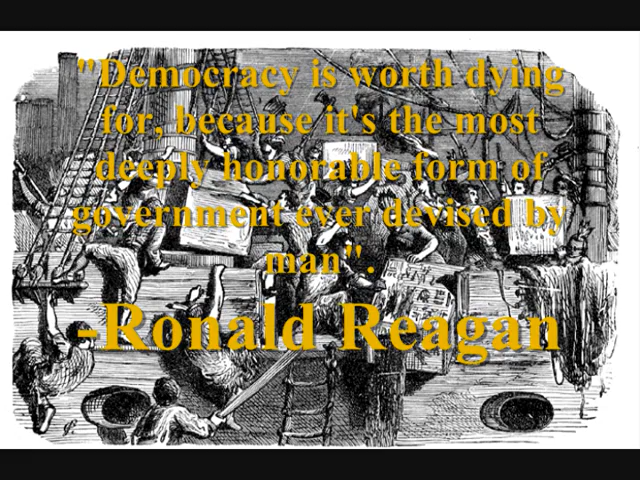 "Democracy is worth dying
for, because it's the most
deeply honorable form of
government ever devised by
man".
-Ronald Reagan